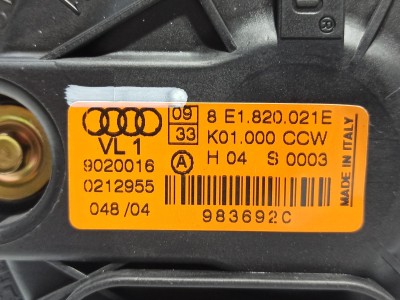 09
8 E1.820.021E
33
K01.000 CCW
VL 1
A
H 04 S 0003
9020016
0212955
048/04
983692C
MADE IN ITALY